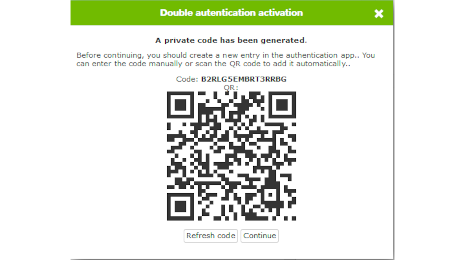 Double autentication activation
A private code has been generated.
Before continuing, you should create a new entry in the authentication app.. You
can enter the code manually or scan the QR code to add it automatically..
Code: B2RLG5EMBRT3RRBG
QR:
Refresh code Continue